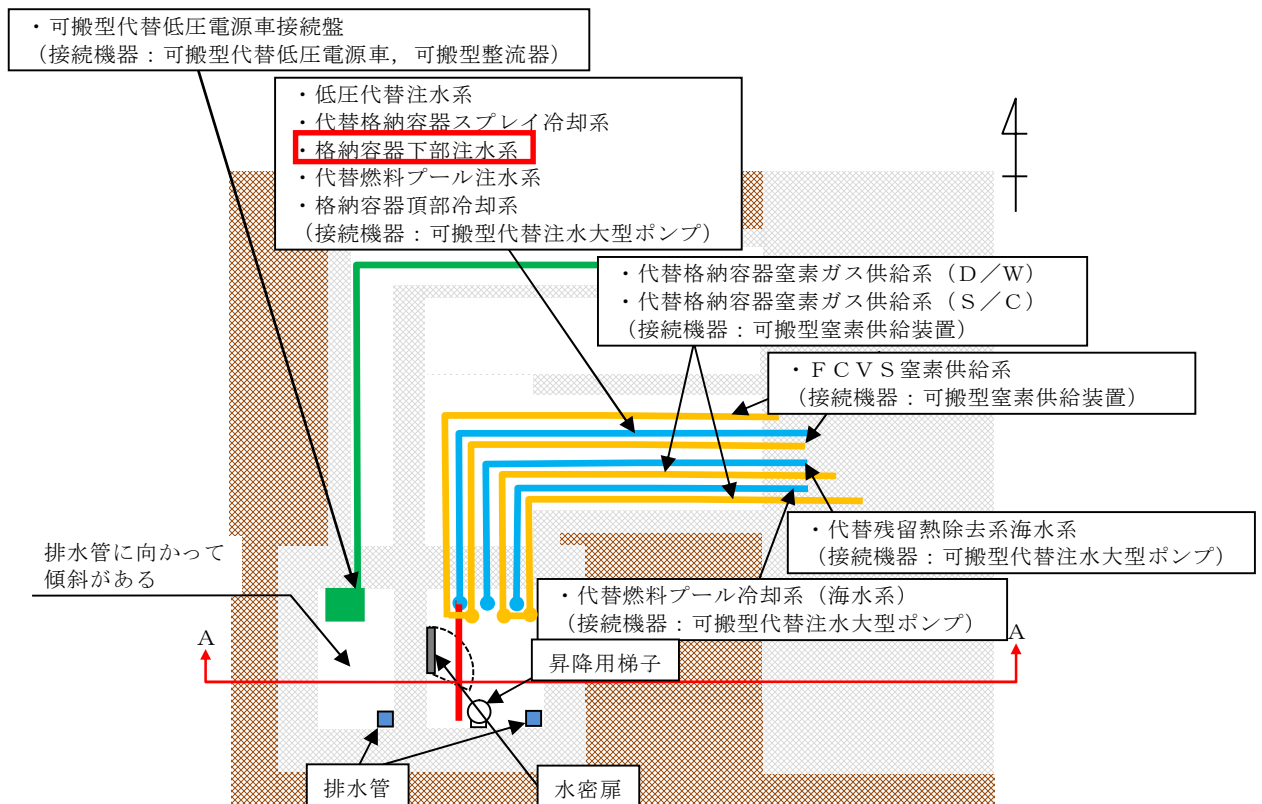 ・可搬型代替低圧電源車接続盤
（接続機器：可搬型代替低圧電源車，可搬型整流器）
・低圧代替注水系
・代替格納容器スプレイ冷却系
・格納容器下部注水系
・代替燃料プール注水系
・格納容器頂部冷却系
（接続機器：可搬型代替注水大型ポンプ）
・代替格納容器窒素ガス供給系（Ｄ／Ｗ）
・代替格納容器窒素ガス供給系（Ｓ／Ｃ）
（接続機器：可搬型窒素供給装置）
・ＦＣＶＳ窒素供給系
（接続機器：可搬型窒素供給装置）
・代替残留熱除去系海水系
（接続機器：可搬型代替注水大型ポンプ）
排水管に向かって
傾斜がある
・代替燃料プール冷却系（海水系）
（接続機器：可搬型代替注水大型ポンプ）
A
A
昇降用梯子
排水管
水密扉